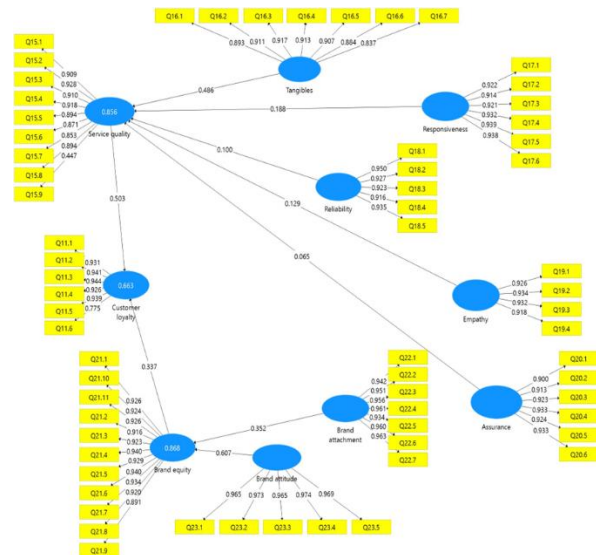 Q16.1
Q16.2
Q16.3
Q16.4
Q16.5
Q16.6
Q16.7
0.893
0.911
0.917
0.913
0.907
0.884
0.837
Tangibles
Q15.1
Q15.2
Q15.3
Q15.4
Q15.5
Q15.6
Q15.7
Q15.8
Q15.9
0.909
0.928
0.910
0.918
0.894
0.871
0.853
0.894
0.447
0.856
Service quality
0.486
0.188
0.100
0.129
0.065
Q17.1
Q17.2
Q17.3
Q17.4
Q17.5
Q17.6
0.922
0.914
0.921
0.932
0.939
0.938
Responsiveness
Q18.1
Q18.2
Q18.3
Q18.4
Q18.5
0.950
0.927
0.923
0.916
0.935
Reliability
0.503
Q11.1
Q11.2
Q11.3
Q11.4
Q11.5
Q11.6
0.931
0.941
0.944
0.926
0.939
0.775
0.663
Customer
loyalty
Q19.1
Q19.2
Q19.3
Q19.4
0.926
0.934
0.932
0.918
Empathy
0.337
Q20.1
Q20.2
Q20.3
Q20.4
Q20.5
Q20.6
0.900
0.913
0.923
0.933
0.924
0.933
Assurance
Q21.1
Q21.10
Q21.11
Q21.2
Q21.3
Q21.4
Q21.5
Q21.6
Q21.7
Q21.8
Q21.9
0.926
0.924
0.926
0.916
0.923
0.940
0.929
0.940
0.934
0.920
0.891
0.868
Brand equity
0.352
0.607
Q22.1
Q22.2
Q22.3
Q22.4
Q22.5
Q22.6
Q22.7
0.942
0.951
0.956
0.961
0.934
0.960
0.963
Brand
attachment
Brand attitude
0.965
0.973
0.965
0.974
0.969
Q23.1
Q23.2
Q23.3
Q23.4
Q23.5